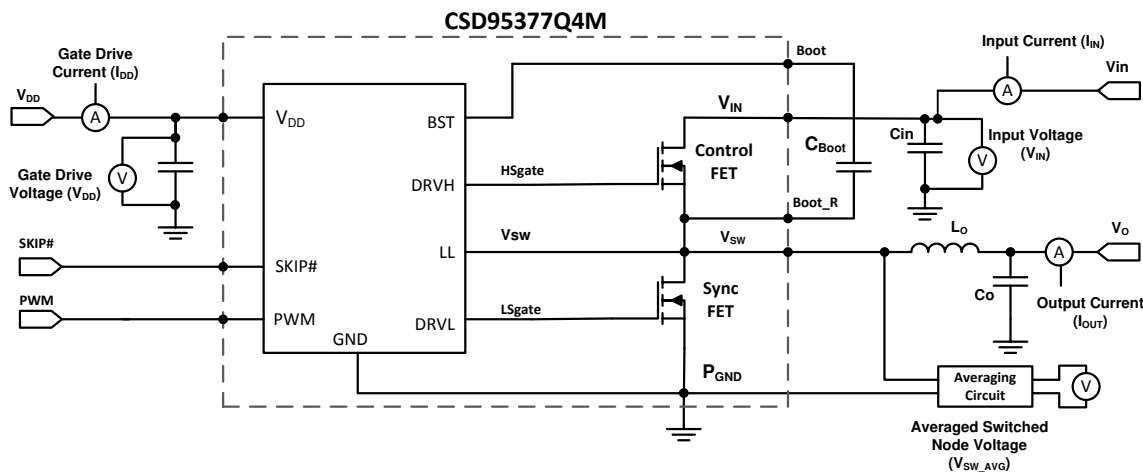 CSD95377Q4M
Gate Drive
Current (IDD)
VDD
A
Gate Drive
Voltage (VDD)
V
SKIP#
PWM
VDD
BST
DRVH
LL
SKIP#
PWM
DRVL
GND
HSgate
Vsw
LSgate
Control
FET
Sync
FET
PGND
VIN
VSW
Boot
CBoot
Boot_R
Input Current (IIN)
A
Vin
Cin
V
Input Voltage
(VIN)
LO
Co
A
VO
Output Current
(IOUT)
Averaging
Circuit
V
Averaged Switched
Node Voltage
(VSW_AVG)